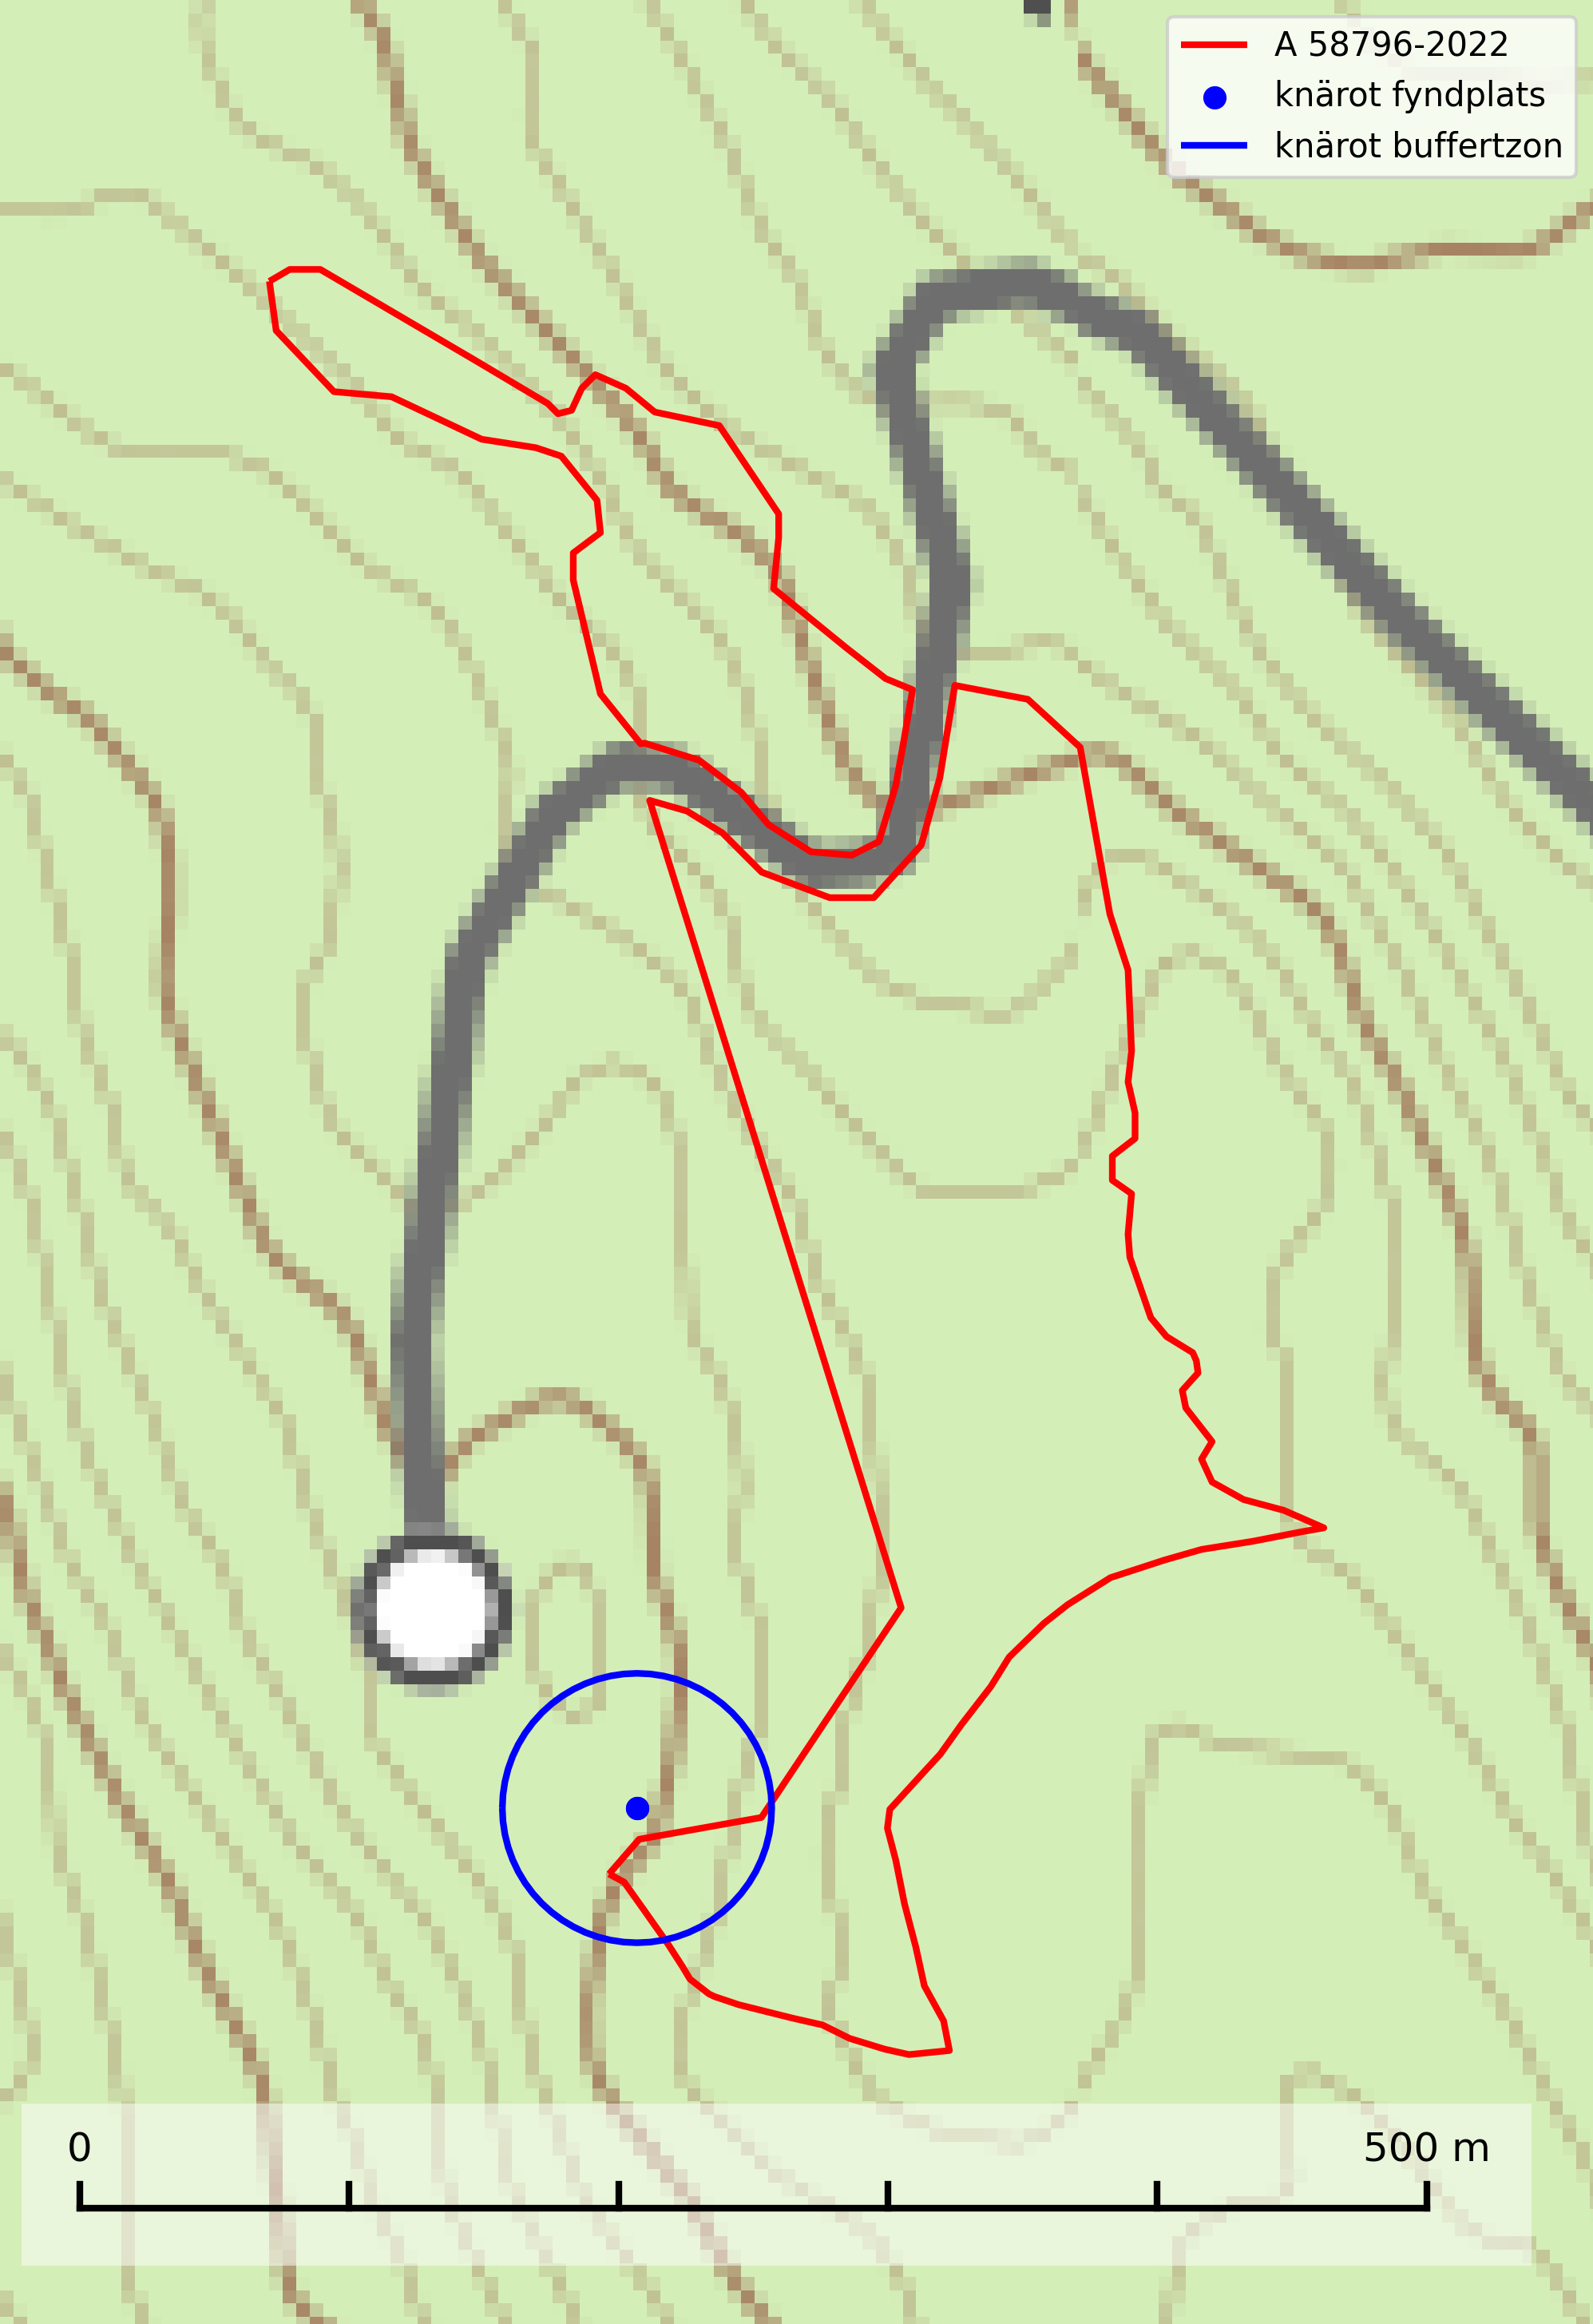 A 58796-2022
knärot fyndplats
knärot buffertzon
0 500 m